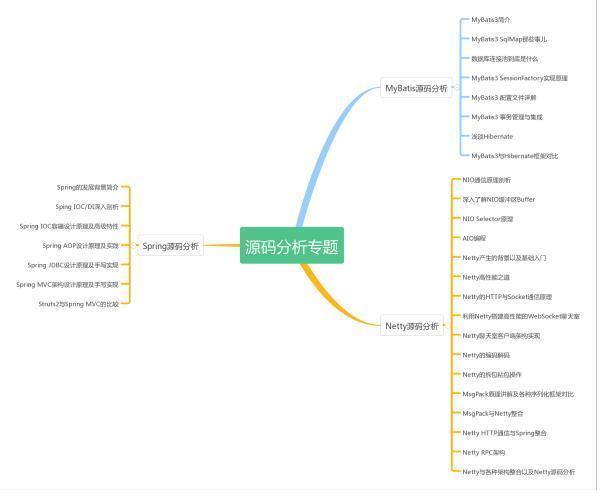 源码分析专题
MyBatis源码分析
MyBatis3简介
MyBatis3 SqlMap那些事儿
数据库连接池到底是什么
MyBatis3 SessionFactory实现原理
MyBatis3 配置文件详解
MyBatis3 事务管理与集成
浅谈Hibernate
MyBatis3与Hibernate框架对比
Netty源码分析
NIO通信原理剖析
深入了解NIO缓冲区Buffer
NIO Selector原理
AIO编程
Netty产生的背景以及基础入门
Netty高性能之道
Netty的HTTP与Socket通信原理
利用Netty搭建高性能的WebSocket聊天室
Netty聊天室客户端架构实现
Netty的编码解码
Netty的拆包粘包操作
MsgPack原理讲解及各种序列化框架对比
MsgPack与Netty整合
Netty HTTP通信与Spring整合
Netty RPC架构
Netty与各种架构整合以及Netty源码分析
Spring源码分析
Spring的发展背景简介
Sping IOC/DI深入剖析
Spring IOC容器设计原理及高级特性
Spring AOP设计原理及实践
Spring JDBC设计原理及手写实现
Spring MVC架构设计原理及手写实现
Struts2与Spring MVC的比较